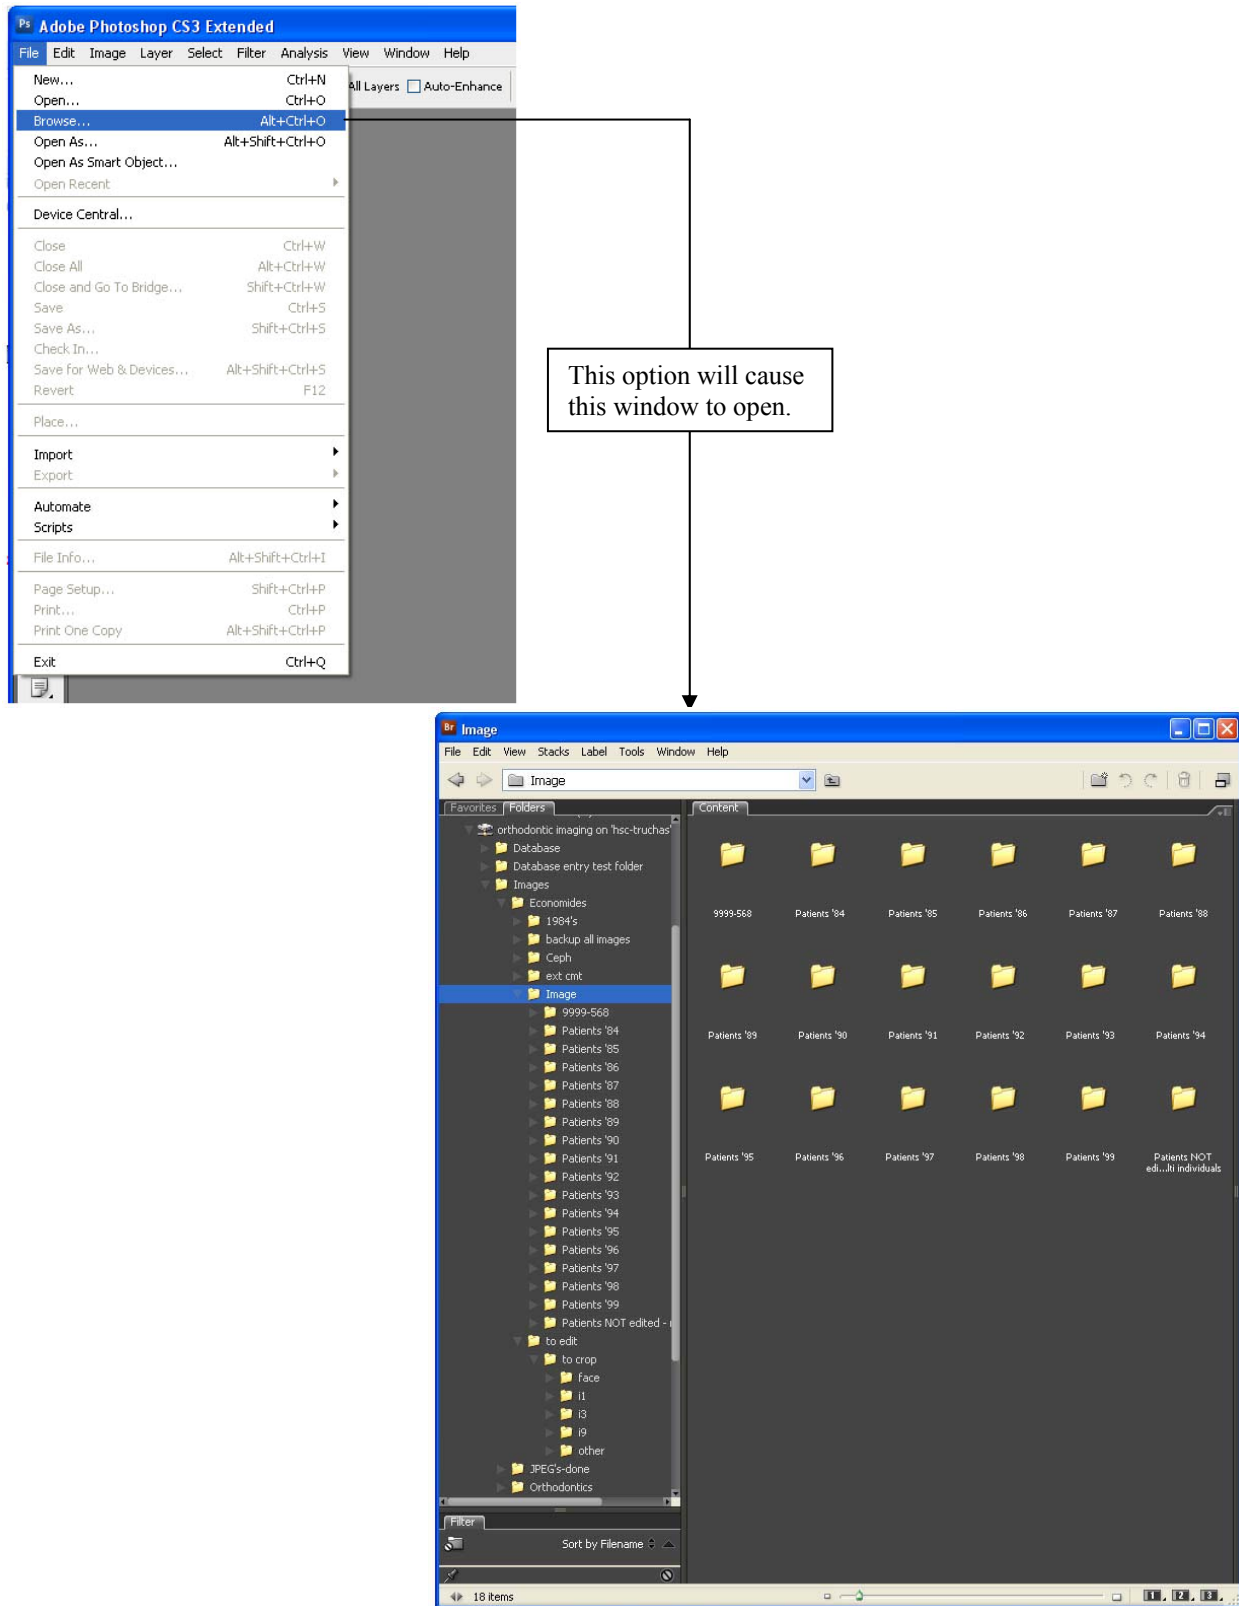 Ps Adobe Photoshop CS3 Extended
File Edit Image Layer Select Filter Analysis View Window Help
All Layers Auto-Enhance
New... Ctrl+N
Open... Ctrl+O
Browse... Alt+Ctrl+O
Open As... Alt+Shift+Ctrl+O
Open As Smart Object...
Open Recent
Device Central...
Close Ctrl+W
Close All Alt+Ctrl+W
Close and Go To Bridge... Shift+Ctrl+W
Save Ctrl+S
Save As... Shift+Ctrl+S
Check In...
Save for Web & Devices... Alt+Shift+Ctrl+S
Revert F12
Place...
Import
Export
Automate
Scripts
File Info... Alt+Shift+Ctrl+I
Page Setup... Shift+Ctrl+P
Print... Ctrl+P
Print One Copy Alt+Shift+Ctrl+P
Exit Ctrl+Q
This option will cause
this window to open.
Br Image
File Edit View Stacks Label Tools Window Help
Image
Favorites Folders
orthodontic imaging on 'hsc-truchas'
Database
Database entry test folder
Images
Economides
1984's
backup all images
Ceph
ext cmt
Image
9999-568
Patients '84
Patients '85
Patients '86
Patients '87
Patients '88
Patients '89
Patients '90
Patients '91
Patients '92
Patients '93
Patients '94
Patients '95
Patients '96
Patients '97
Patients '98
Patients '99
Patients NOT edited -
to edit
to crop
face
i1
i3
i9
other
JPEG's-done
Orthodontics
Filter
Sort by Filename
Content
9999-568 Patients '84 Patients '85 Patients '86 Patients '87 Patients '88
Patients '89 Patients '90 Patients '91 Patients '92 Patients '93 Patients '94
Patients '95 Patients '96 Patients '97 Patients '98 Patients '99 Patients NOT
edi...lti individuals
18 items
1 2 3